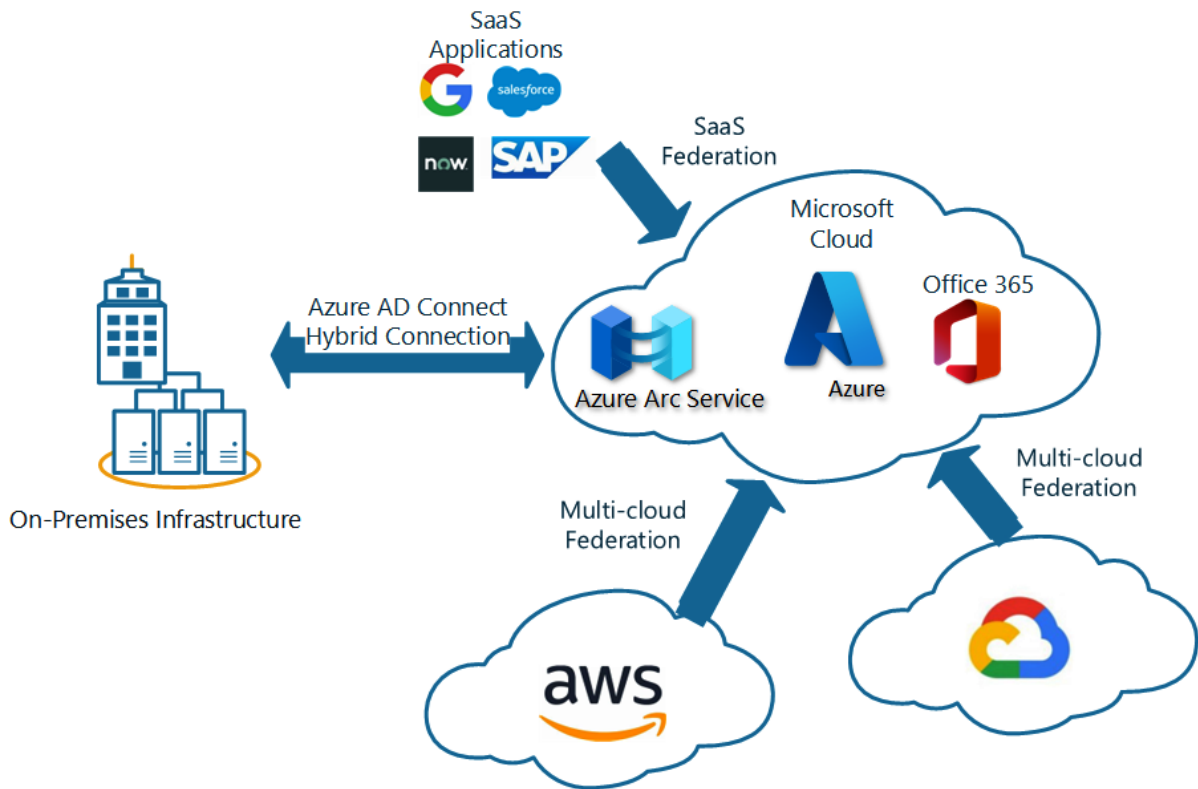 SaaS
Applications
salesforce
now
SAP
SaaS
Federation
Microsoft
Cloud
Office 365
Azure AD Connect
Hybrid Connection
Azure Arc Service
Azure
On-Premises Infrastructure
Multi-cloud
Federation
Multi-cloud
Federation
aws